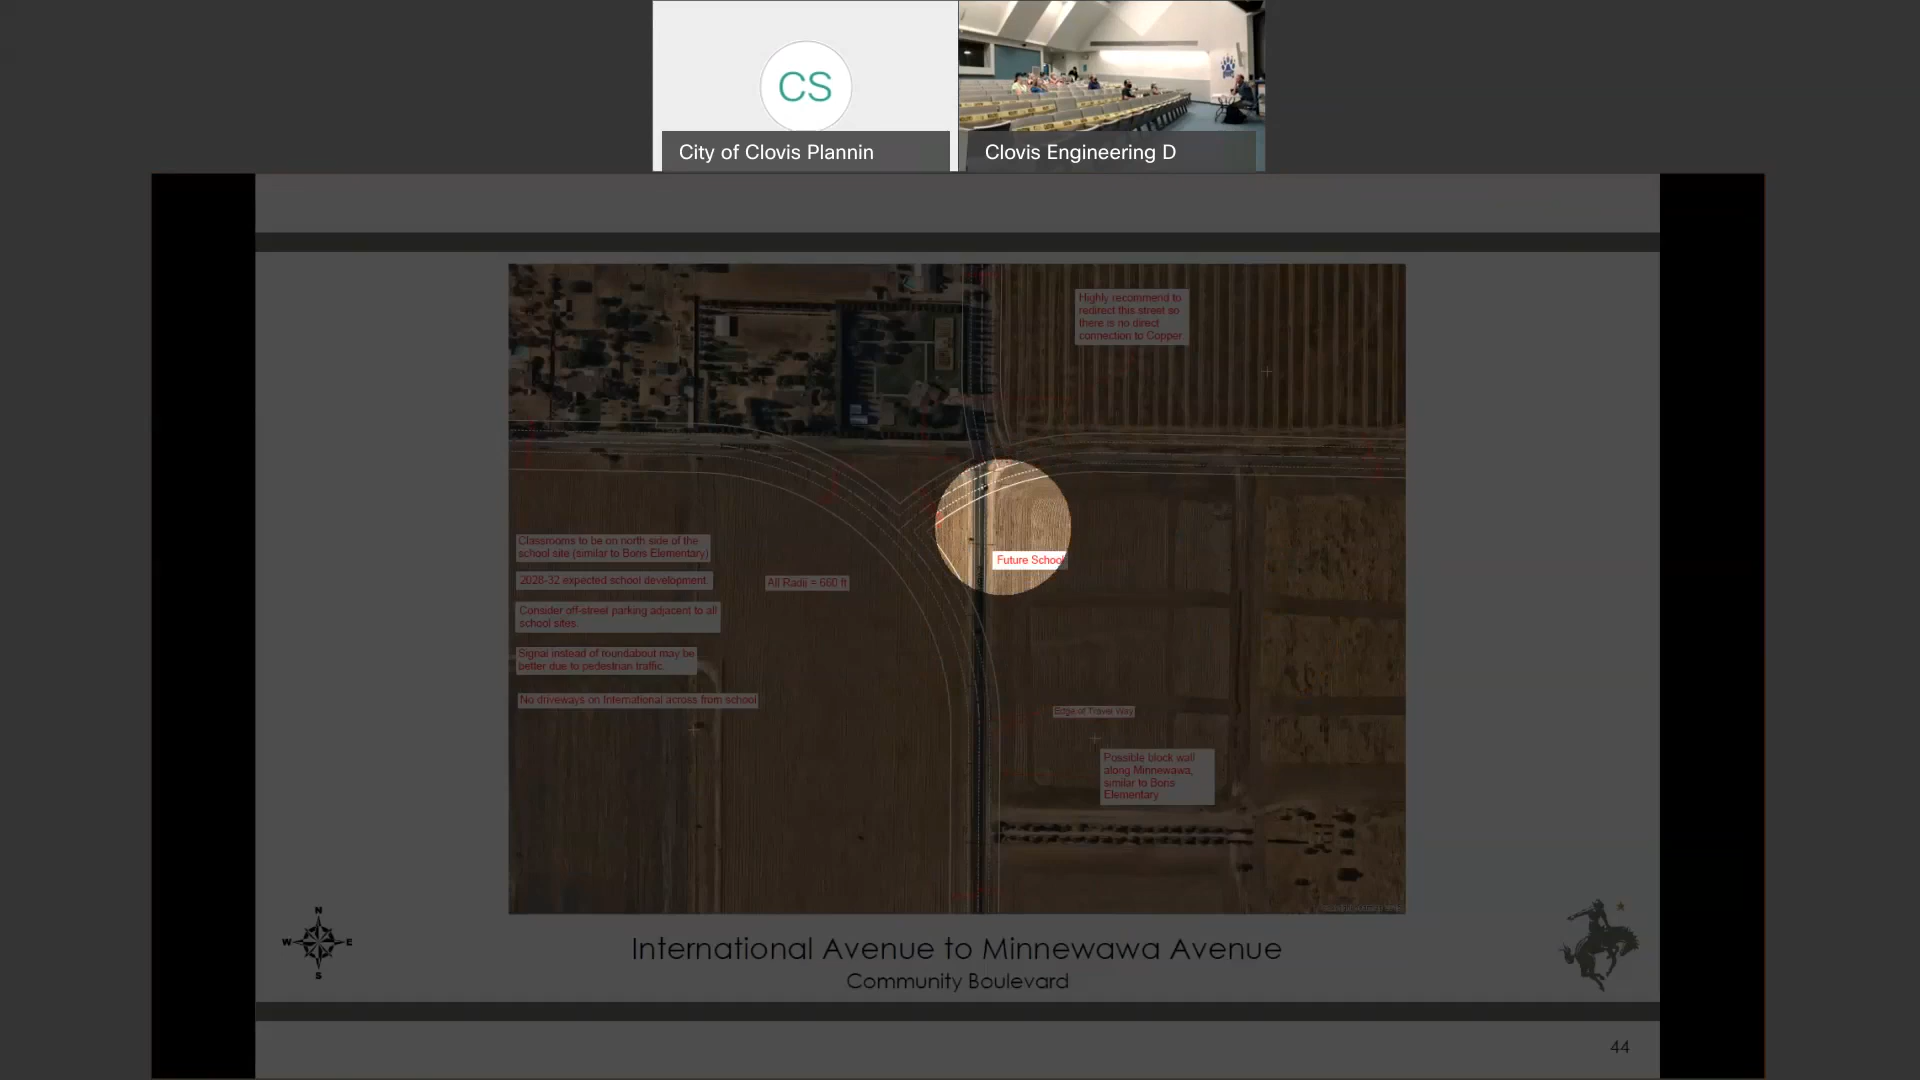 CS
City of Clovis Plannin
Clovis Engineering D
Highly recommend to
redirect this street so
there is no direct
connection to Copper
Classrooms to be on north side of the
school site (similar to Boris Elementary)
2028-32 expected school development.
All Radii = 660 ft
Future School
Consider off-street parking adjacent to all
school sites.
Signal instead of roundabout may be
better due to pedestrian traffic.
No driveways on International across from school
Edge of Travel Way
Possible block wall
along Minnewawa,
similar to Boris
Elementary
N
W E
S
International Avenue to Minnewawa Avenue
Community Boulevard
44